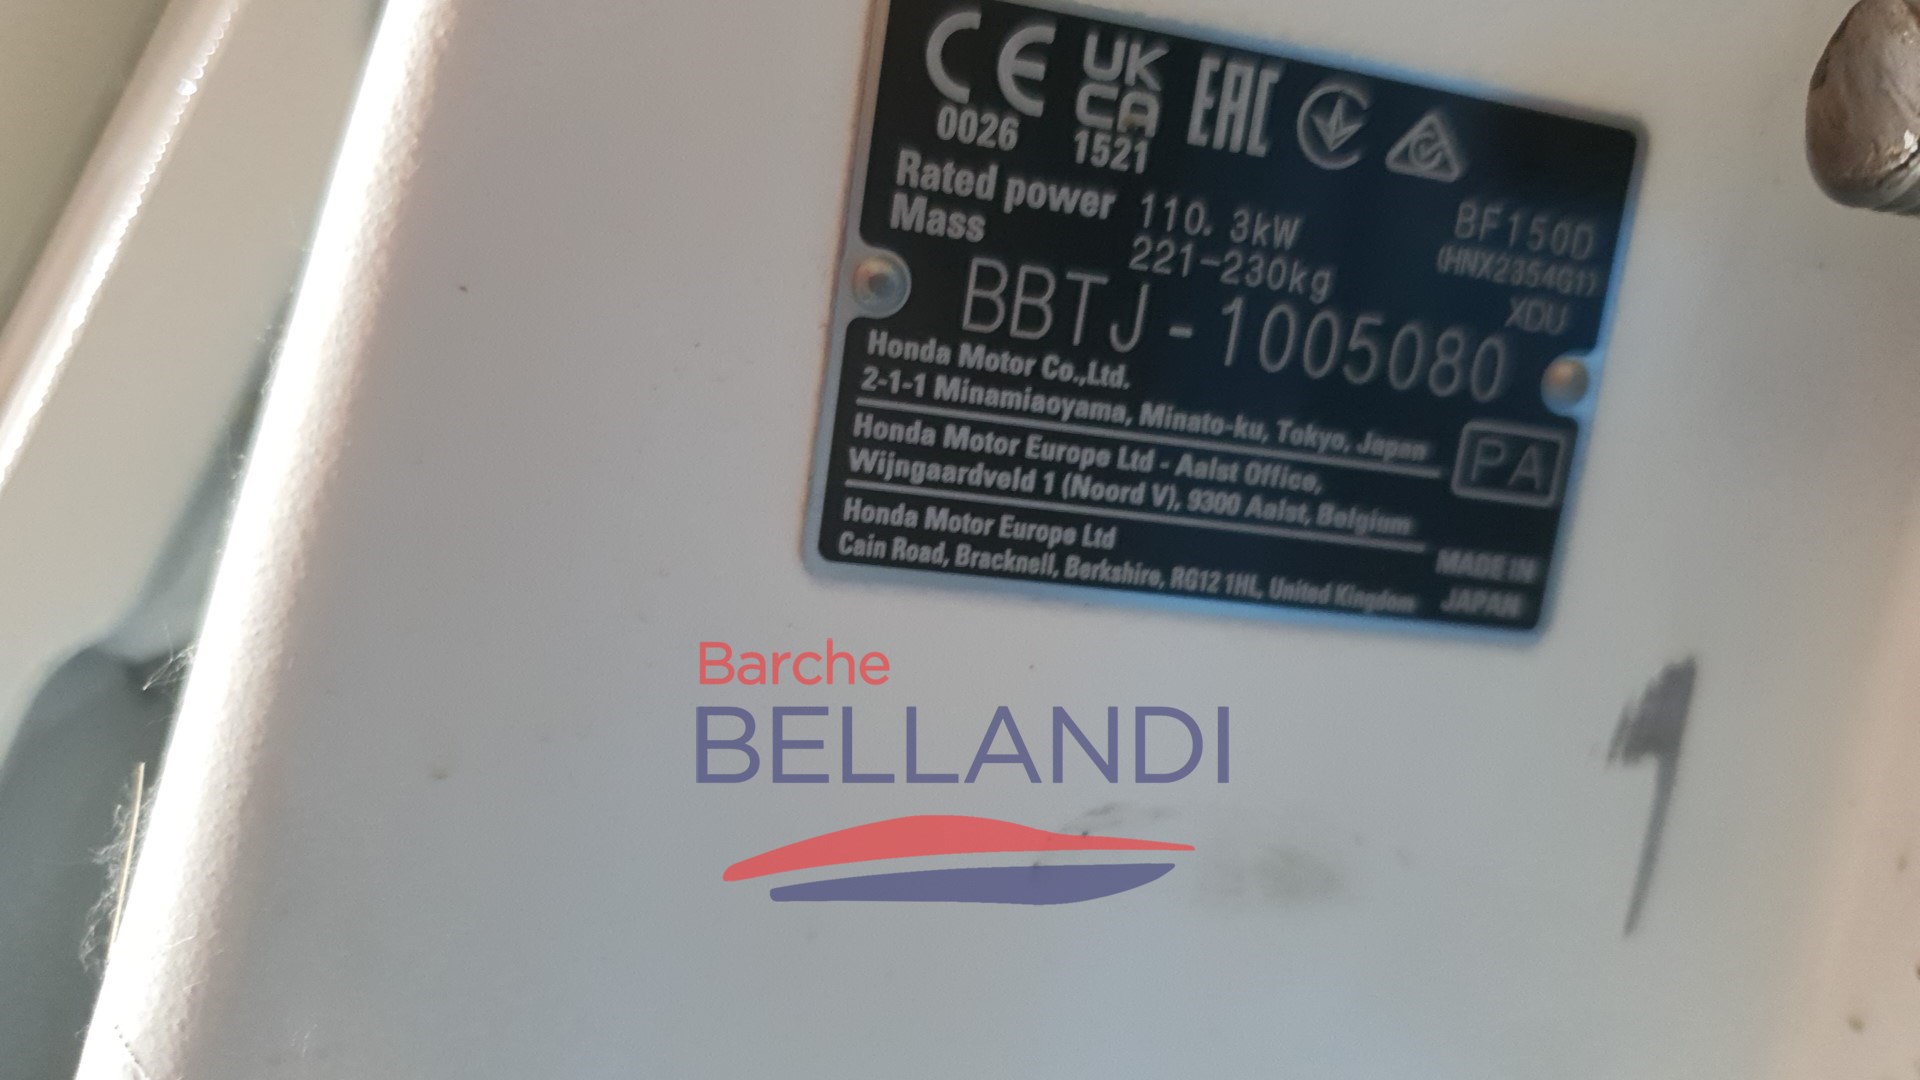 CE UK CA EAC
0026 1521
Rated power 110. 3kW BF150D
Mass 221-230kg (HNX2354G1)
XDU
BBTJ-1005080
Honda Motor Co.,Ltd.
2-1-1 Minamiaoyama, Minato-ku, Tokyo, Japan
Honda Motor Europe Ltd - Aalst Office,
Wijngaardveld 1 (Noord V), 9300 Aalst, Belgium
PA
Honda Motor Europe Ltd
Cain Road, Bracknell, Berkshire, RG12 1HL, United Kingdom
MADE IN
JAPAN
Barche
BELLANDI